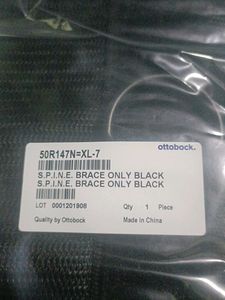 ottobock.
50R147N=XL-7
S.P.I.N.E. BRACE ONLY BLACK
S.P.I.N.E. BRACE ONLY BLACK
LOT 0001201908 Qty 1 Piece
Quality by Ottobock Made in China